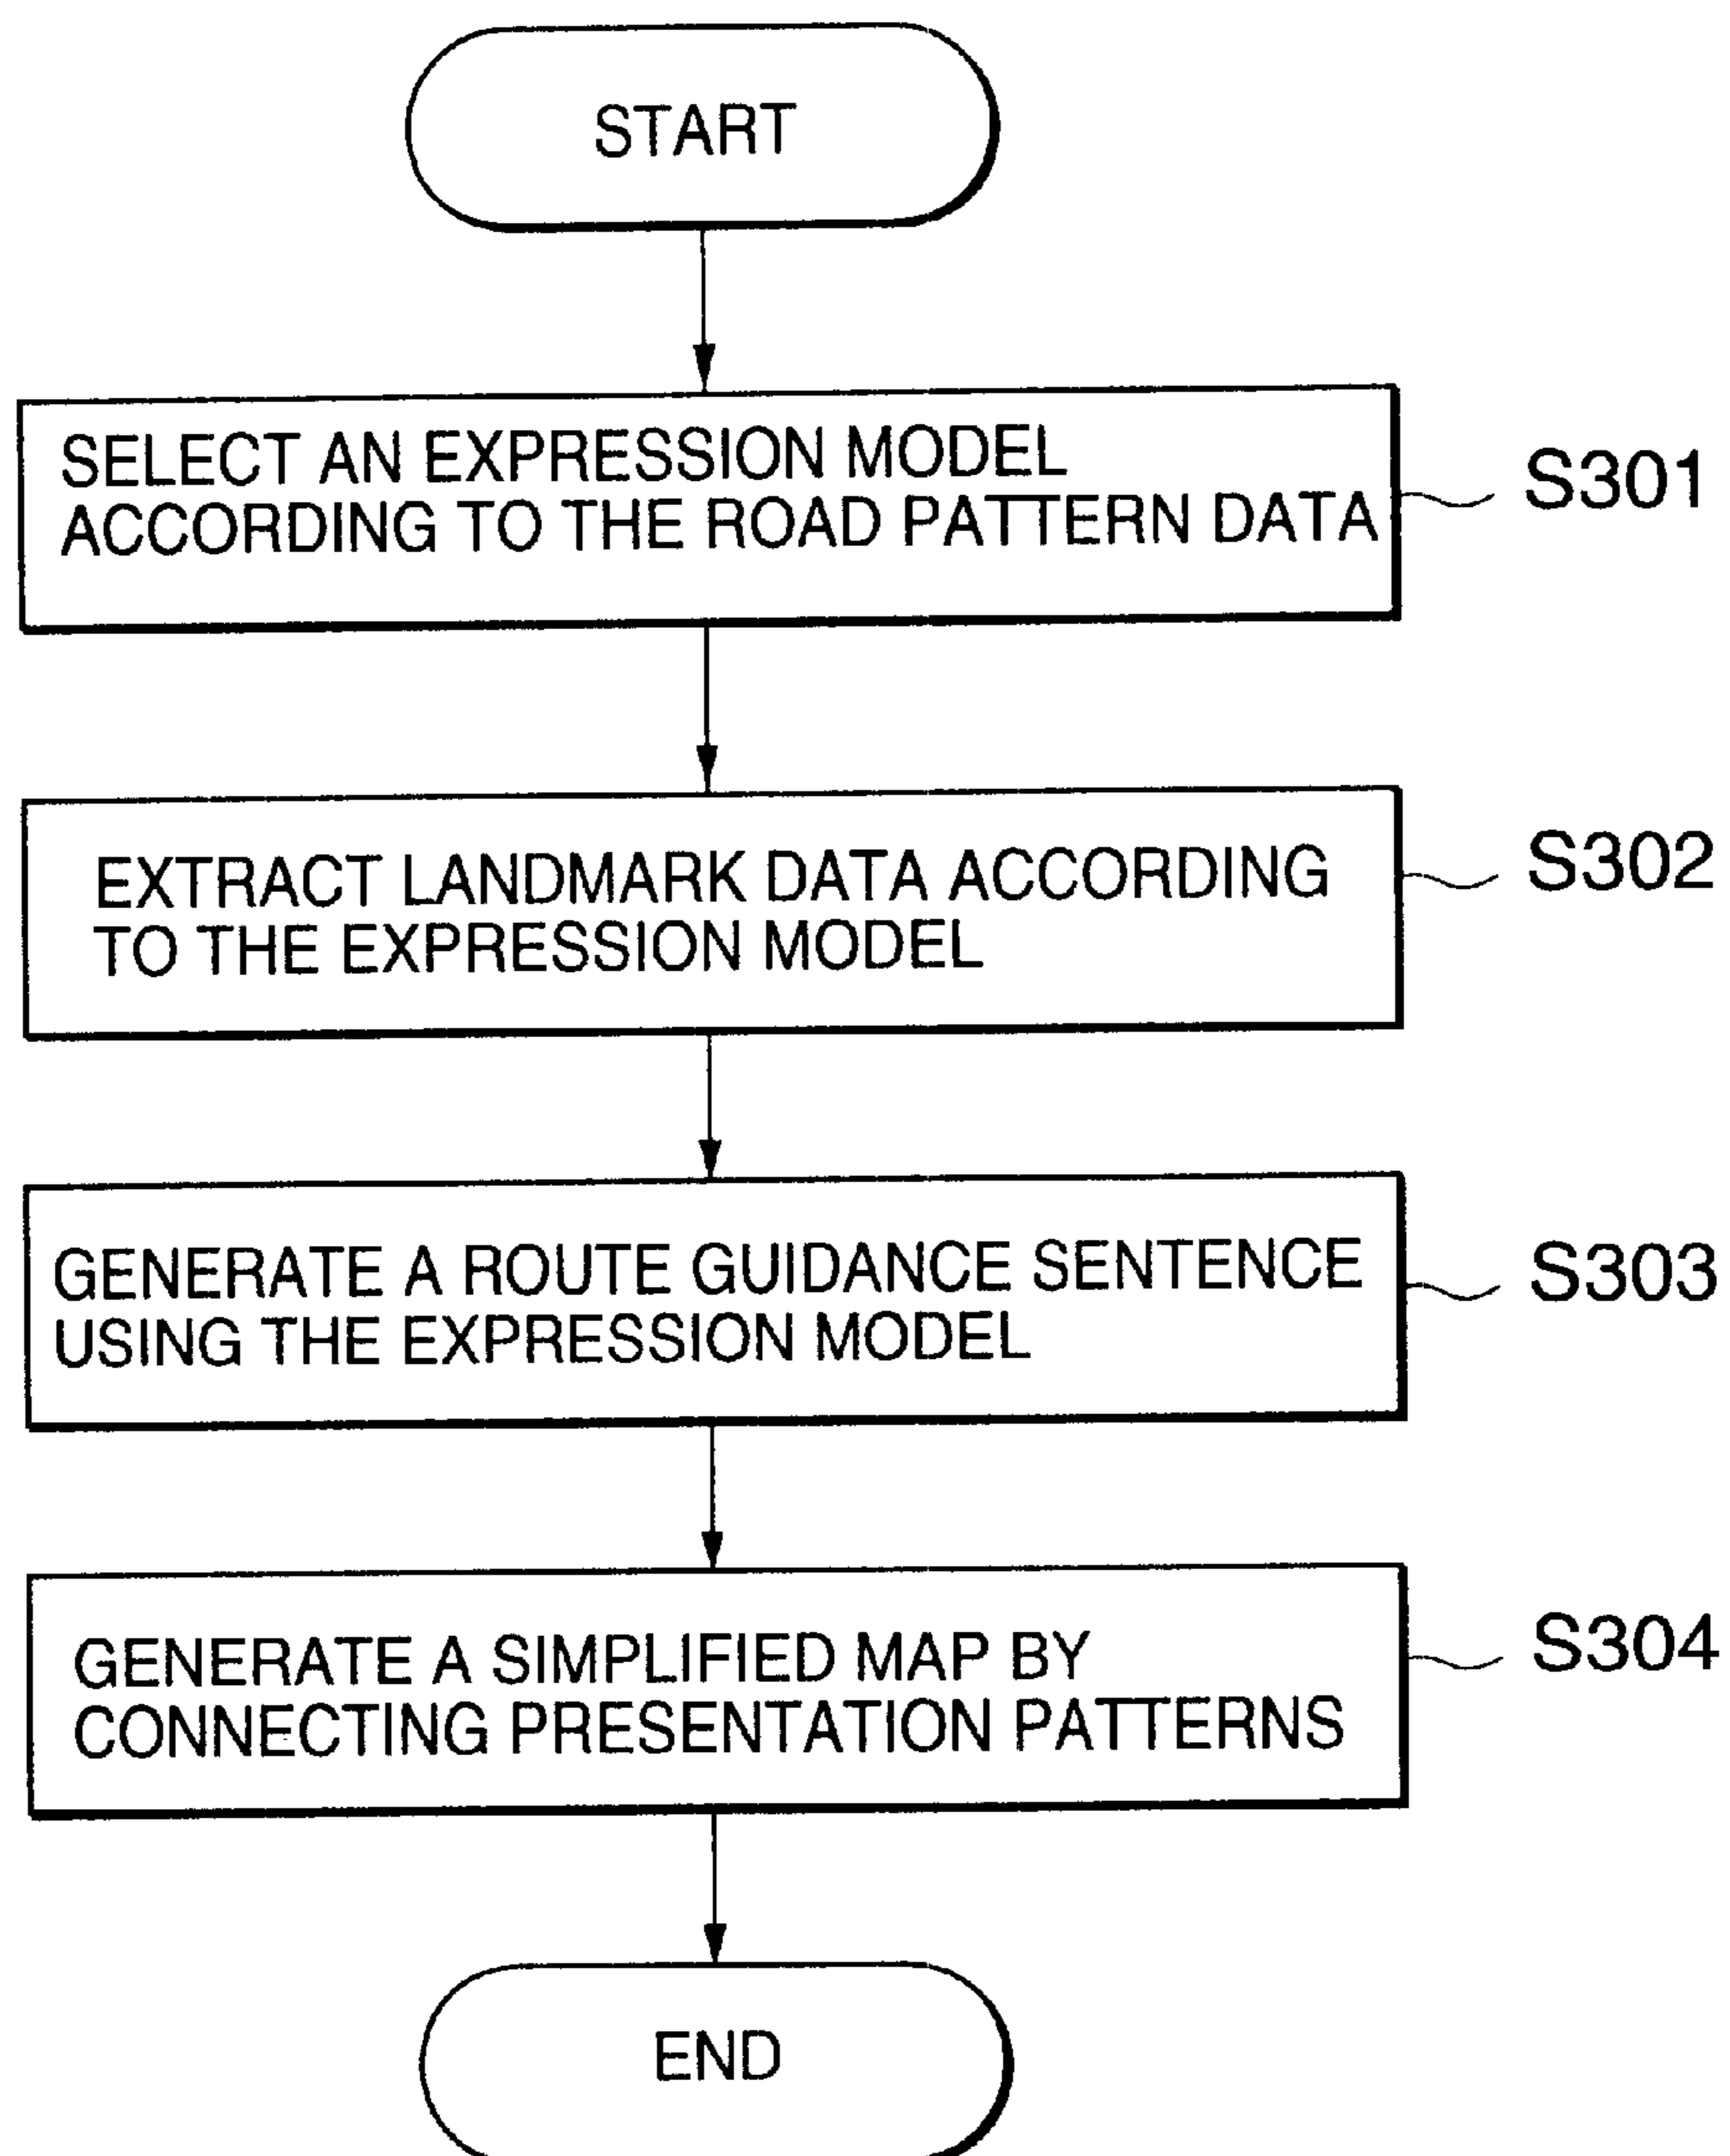 START
SELECT AN EXPRESSION MODEL
ACCORDING TO THE ROAD PATTERN DATA
S301
EXTRACT LANDMARK DATA ACCORDING
TO THE EXPRESSION MODEL
S302
GENERATE A ROUTE GUIDANCE SENTENCE
USING THE EXPRESSION MODEL
S303
GENERATE A SIMPLIFIED MAP BY
CONNECTING PRESENTATION PATTERNS
S304
END